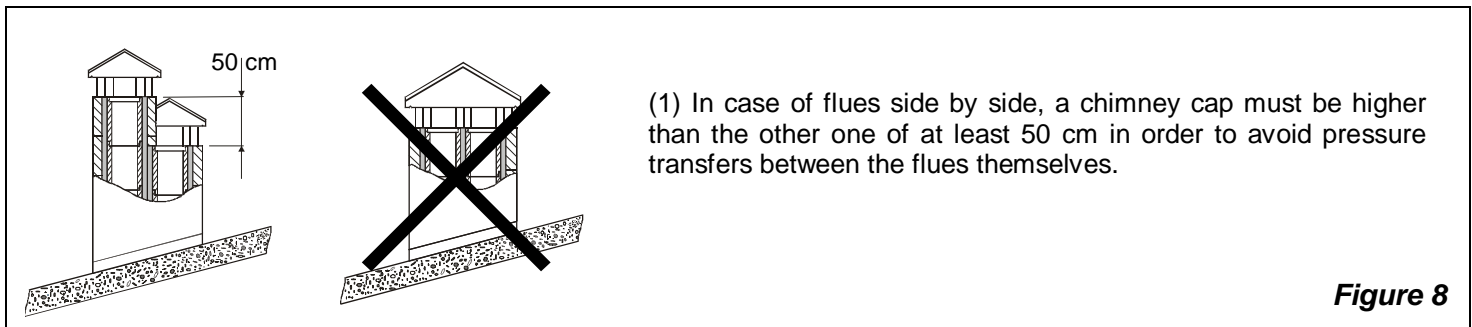 50 cm
(1) In case of flues side by side, a chimney cap must be higher
than the other one of at least 50 cm in order to avoid pressure
transfers between the flues themselves.
Figure 8